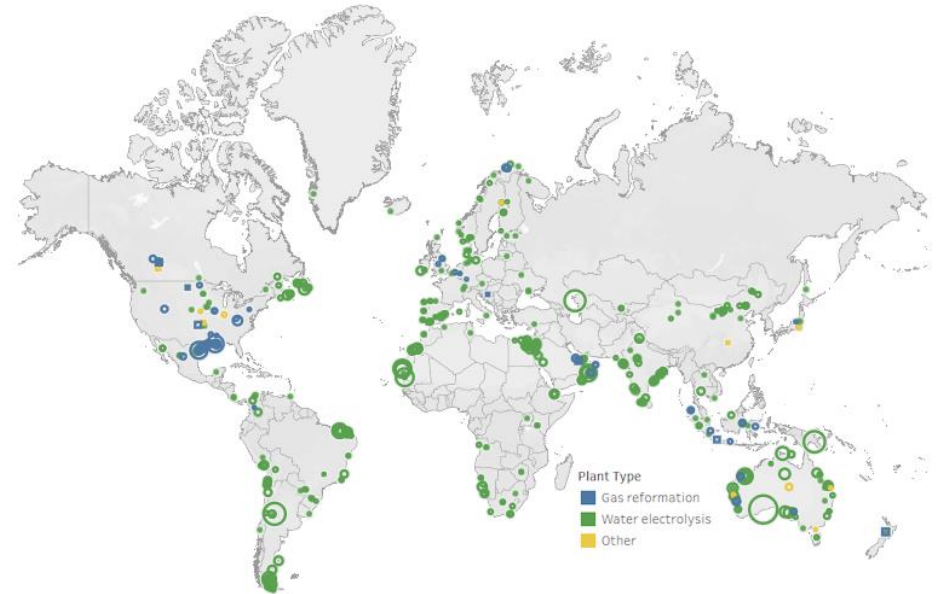 Plant Type
Gas reformation
Water electrolysis
Other